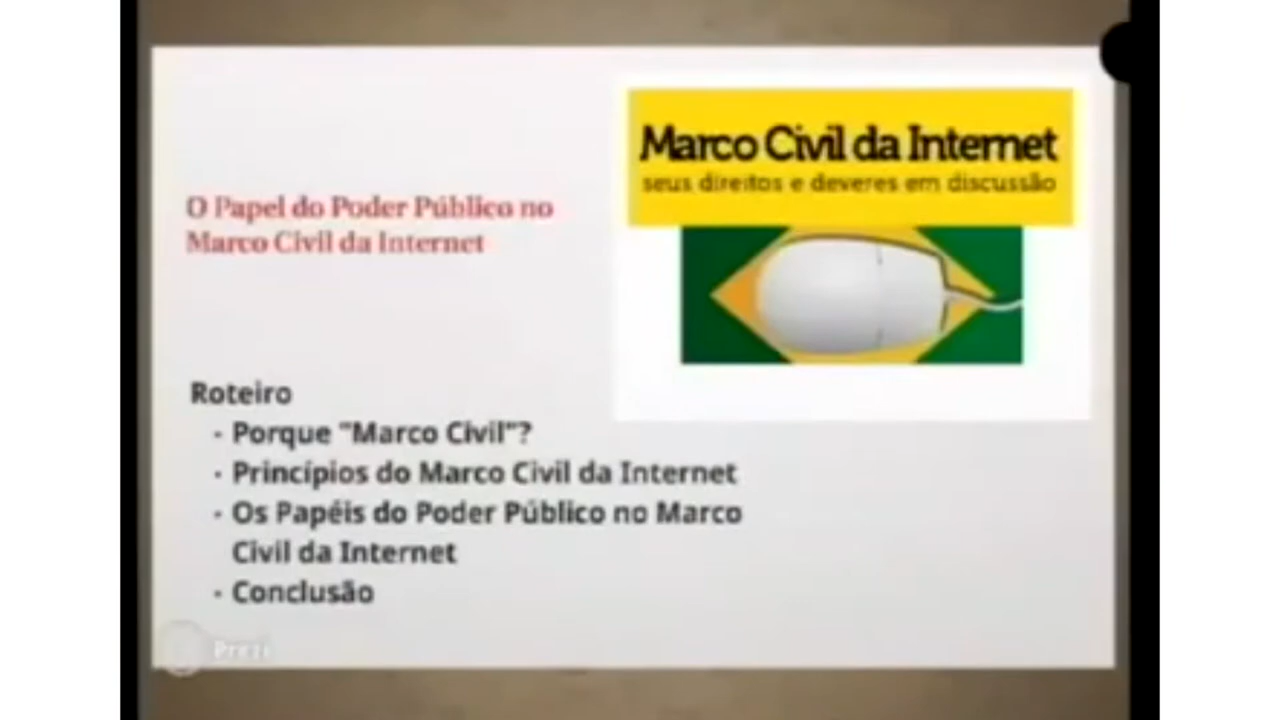 Marco Civil da Internet
seus direitos e deveres em discussão
O Papel do Poder Público no
Marco Civil da Internet
Roteiro
- Porque "Marco Civil"?
- Princípios do Marco Civil da Internet
- Os Papéis do Poder Público no Marco
Civil da Internet
- Conclusão
Prezi